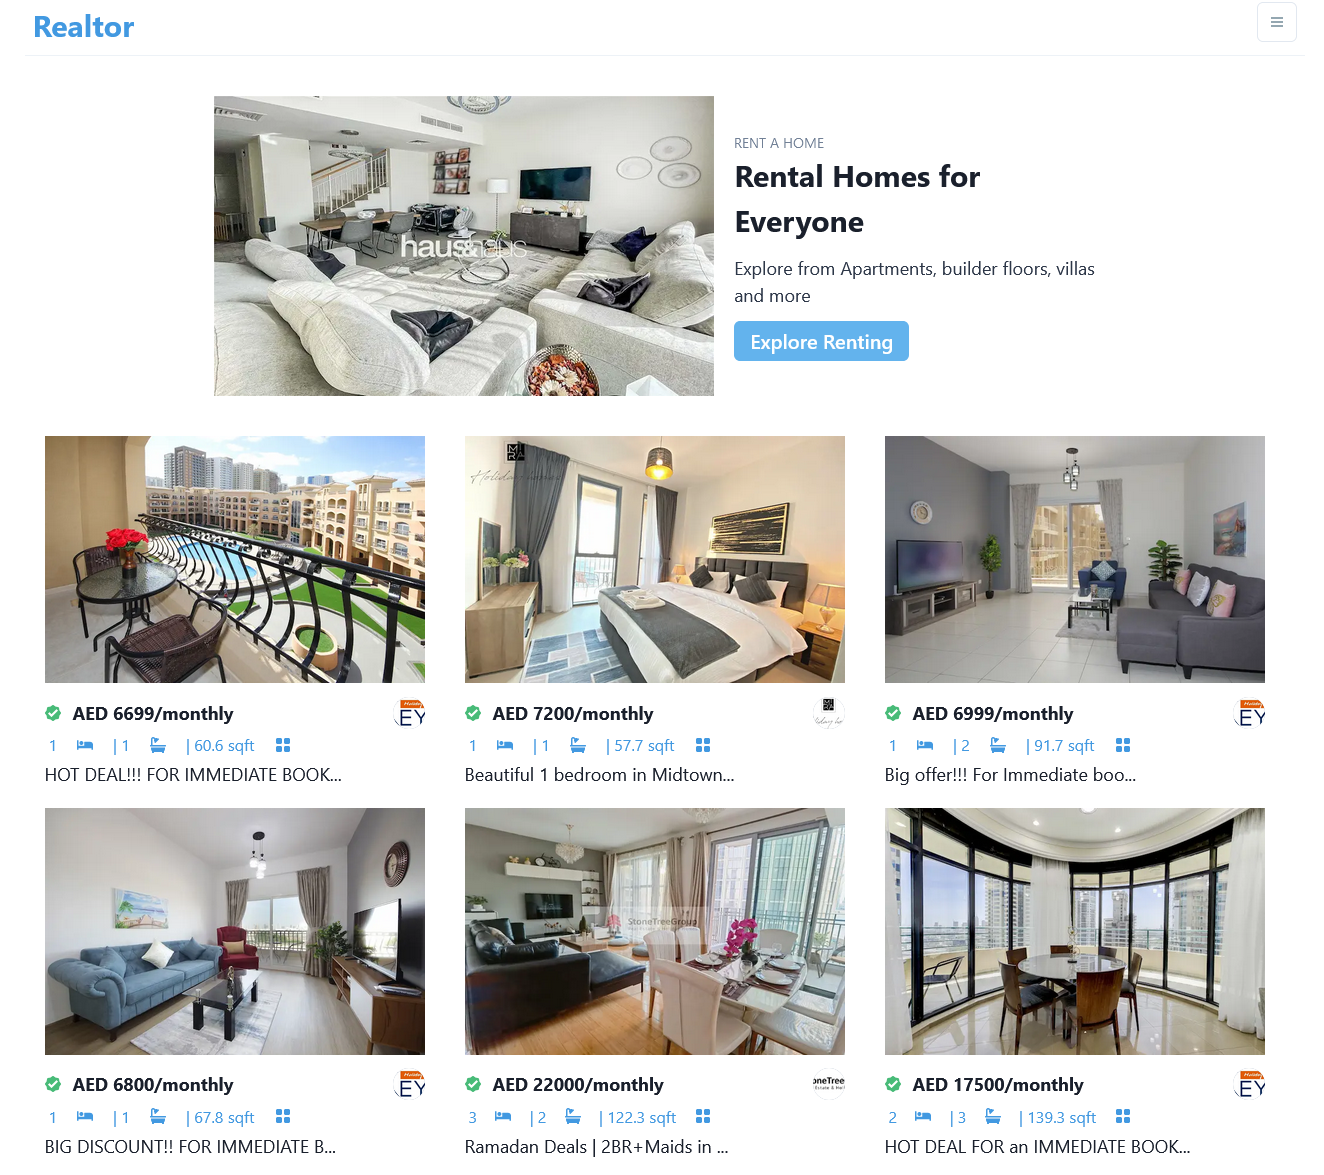 Realtor
haus&haus
RENT A HOME
Rental Homes for
Everyone
Explore from Apartments, builder floors, villas
and more
Explore Renting
MIRA
Holiday homes
AED 6699/monthly
EY
1 | 1 | 60.6 sqft
HOT DEAL!!! FOR IMMEDIATE BOOK...
AED 7200/monthly
1 | 1 | 57.7 sqft
Beautiful 1 bedroom in Midtown...
AED 6999/monthly
EY
1 | 2 | 91.7 sqft
Big offer!!! For Immediate boo...
StoneTreeGroup
AED 6800/monthly
EY
1 | 1 | 67.8 sqft
BIG DISCOUNT!! FOR IMMEDIATE B...
AED 22000/monthly
oneTree
3 | 2 | 122.3 sqft
Ramadan Deals | 2BR+Maids in ...
AED 17500/monthly
EY
2 | 3 | 139.3 sqft
HOT DEAL FOR an IMMEDIATE BOOK...